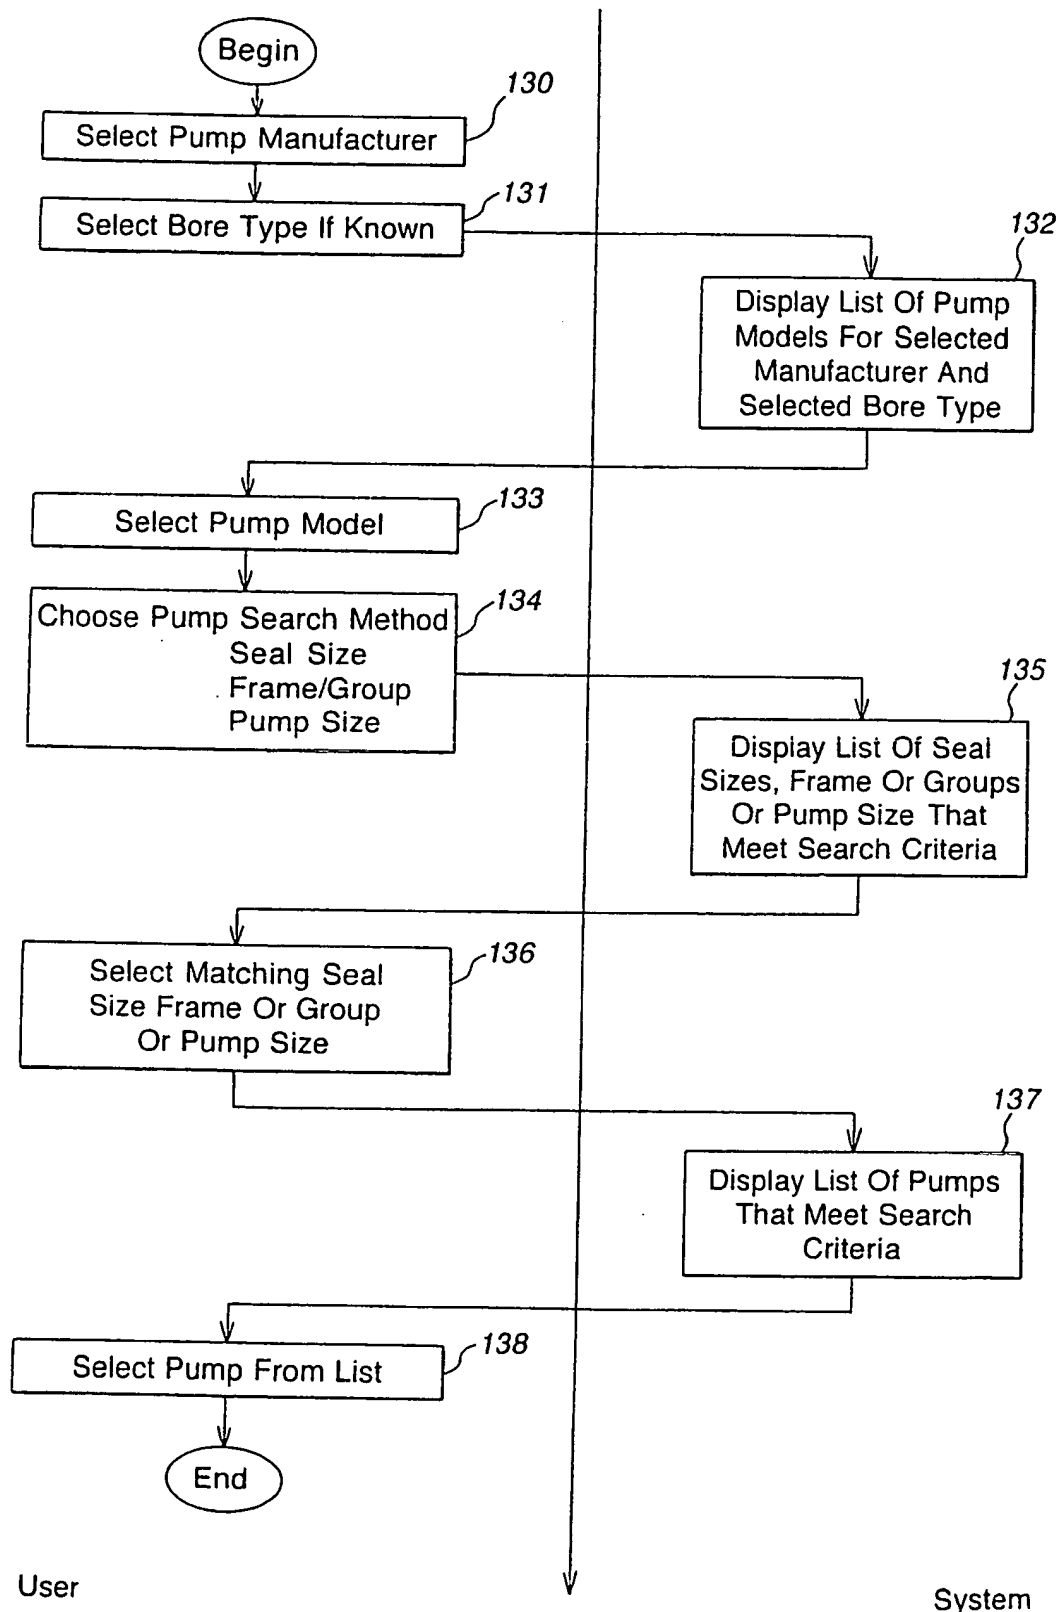 Begin
130
Select Pump Manufacturer
131
Select Bore Type If Known
132
Display List Of Pump
Models For Selected
Manufacturer And
Selected Bore Type
133
Select Pump Model
134
Choose Pump Search Method
Seal Size
Frame/Group
Pump Size
135
Display List Of Seal
Sizes, Frame Or Groups
Or Pump Size That
Meet Search Criteria
136
Select Matching Seal
Size Frame Or Group
Or Pump Size
137
Display List Of Pumps
That Meet Search
Criteria
138
Select Pump From List
End
User
System